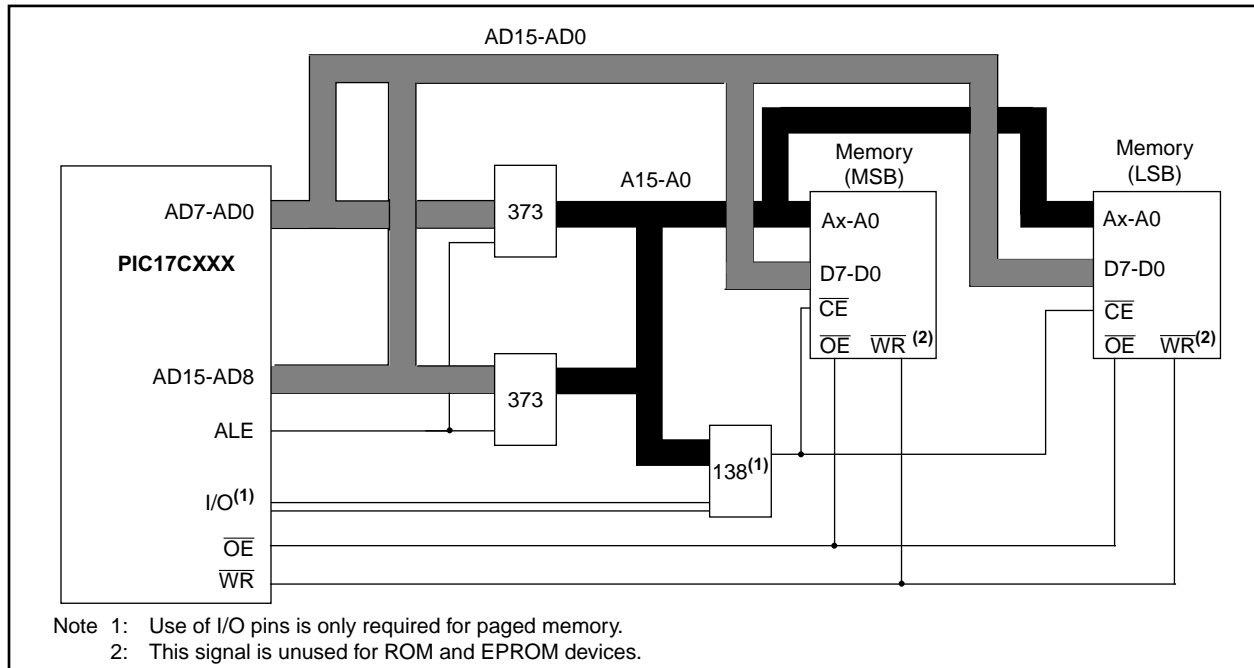 AD15-AD0
Memory
(MSB)
Memory
(LSB)
A15-A0
AD7-AD0
373
Ax-A0
Ax-A0
PIC17CXXX
D7-D0
D7-D0
CE
CE
OE WR(2)
OE WR(2)
AD15-AD8
373
ALE
138(1)
I/O(1)
OE
WR
Note 1: Use of I/O pins is only required for paged memory.
2: This signal is unused for ROM and EPROM devices.